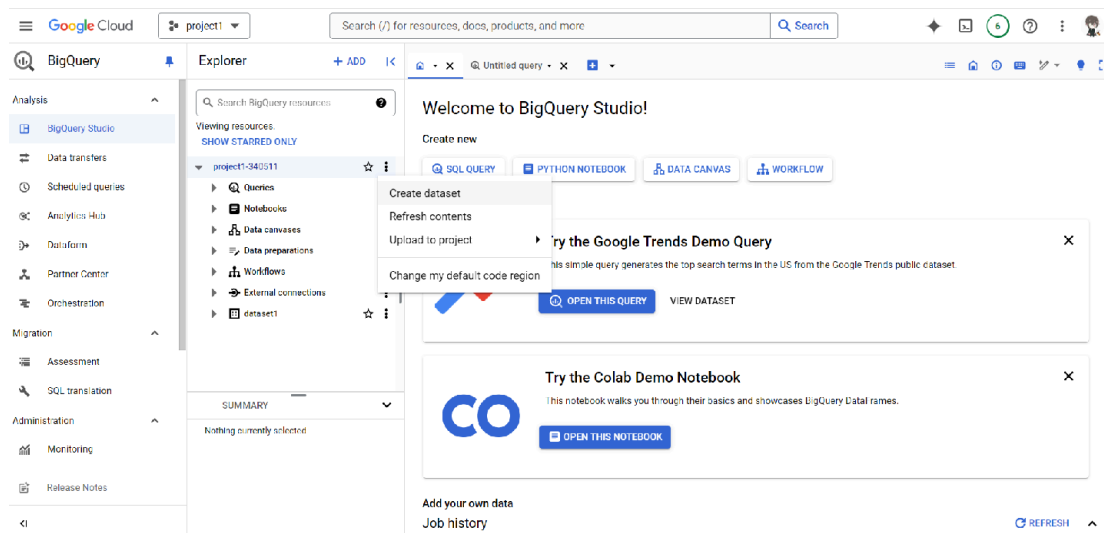 Google Cloud
project1
Search (/) for resources, docs, products, and more
Search
6
BigQuery
Explorer
+ ADD
Untitled query
Analysis
BigQuery Studio
Data transfers
Scheduled queries
Analytics Hub
Dataform
Partner Center
Orchestration
Migration
Assessment
SQL translation
Administration
Monitoring
Release Notes
Search BigQuery resources
Viewing resources.
SHOW STARRED ONLY
project1-340511
Queries
Notebooks
Data canvases
Data preparations
Workflows
External connections
dataset1
SUMMARY
Nothing currently selected
Create dataset
Refresh contents
Upload to project
Change my default code region
Welcome to BigQuery Studio!
Create new
SQL QUERY
PYTHON NOTEBOOK
DATA CANVAS
WORKFLOW
Try the Google Trends Demo Query
This simple query generates the top search terms in the US from the Google Trends public dataset.
OPEN THIS QUERY
VIEW DATASET
Try the Colab Demo Notebook
This notebook walks you through their basics and showcases BigQuery DataFrames.
CO
OPEN THIS NOTEBOOK
Add your own data
Job history
REFRESH